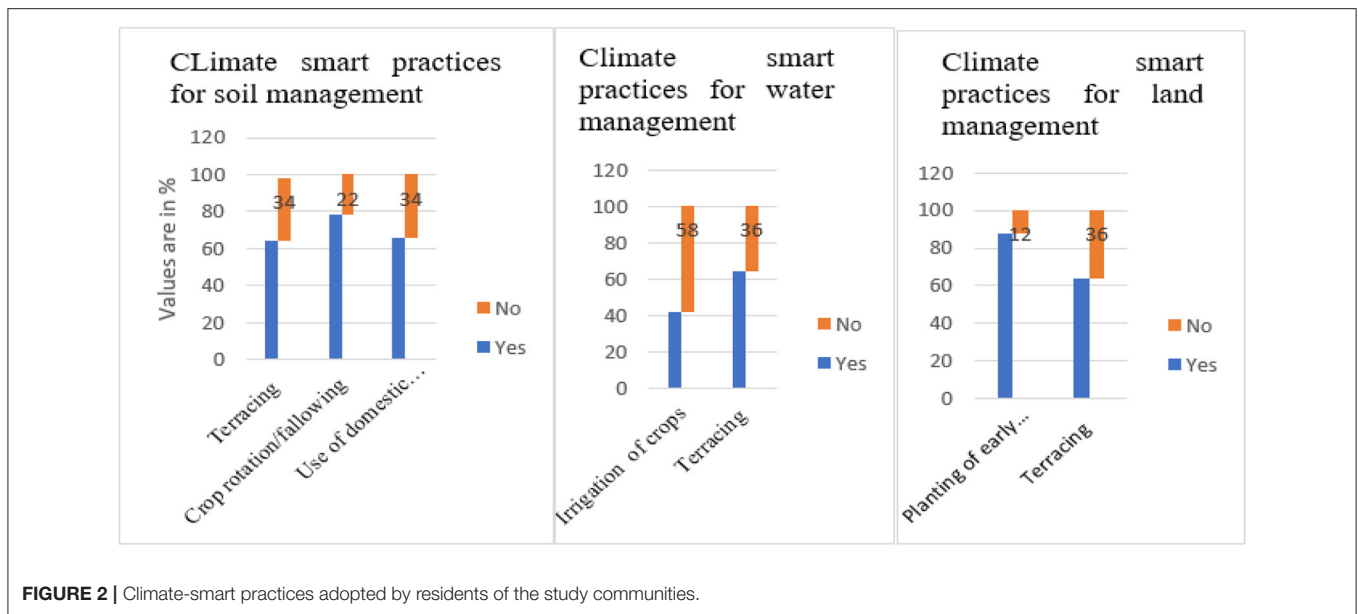 CLimate smart practices
for soil management
120
100
80
60
40
20
0
Values are in %
34
22
34
No
Yes
Terracing
Crop rotation/fallowing
Use of domestic...
Climate smart
practices for water
management
120
100
80
60
40
20
0
58
36
No
Yes
Irrigation of crops
Terracing
Climate smart
practices for land
management
120
100
80
60
40
20
0
12
36
No
Yes
Planting of early...
Terracing
FIGURE 2 | Climate-smart practices adopted by residents of the study communities.